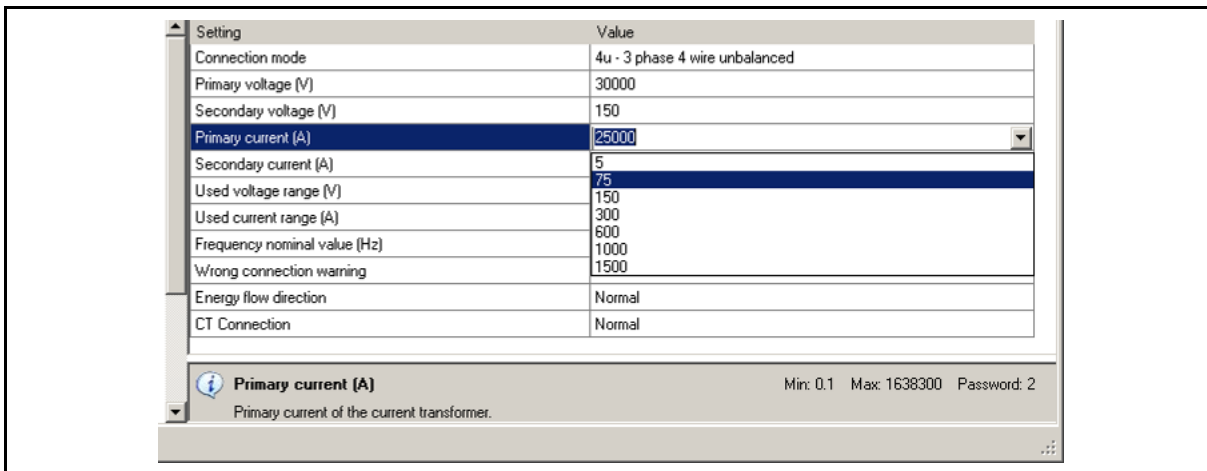 Setting Value
Connection mode 4u - 3 phase 4 wire unbalanced
Primary voltage (V) 30000
Secondary voltage (V) 150
Primary current (A) 25000
Secondary current (A) 5
75
Used voltage range (V) 150
Used current range (A) 300
600
Frequency nominal value (Hz) 1000
Wrong connection warning 1500
Energy flow direction Normal
CT Connection Normal
Primary current (A) Min: 0.1 Max: 1638300 Password: 2
Primary current of the current transformer.